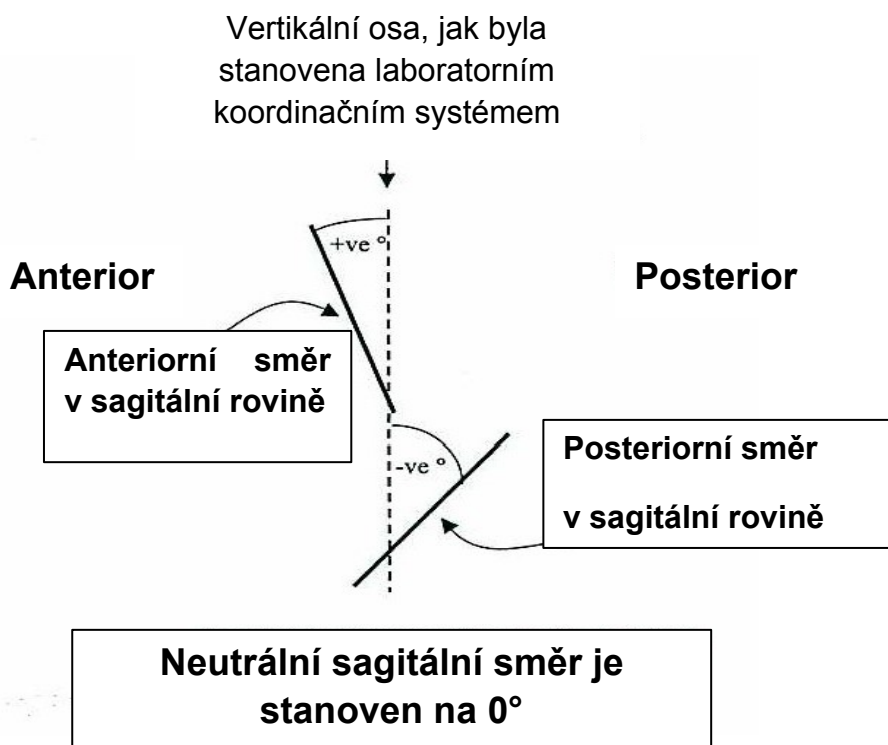 Vertikální osa, jak byla
stanovena laboratorním
koordinačním systémem
+ve °
Anterior
Posterior
Anteriorní směr
v sagitální rovině
-ve °
Posteriorní směr
v sagitální rovině
Neutrální sagitální směr je
stanoven na 0°